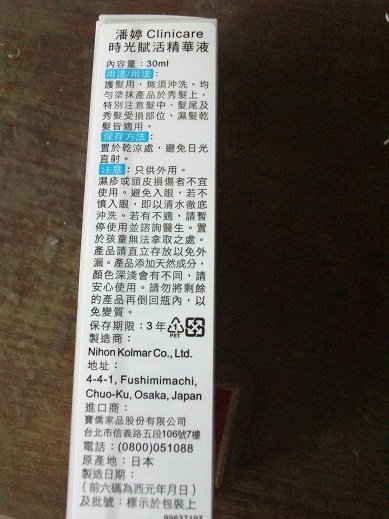 潘婷 Clinicare
時光賦活精華液
內容量：30ml
用途/用法：
護髮用，無須沖洗。均
勻塗抹產品於秀髮上，
特別注意髮中、髮尾及
秀髮受損部位，濕髮乾
髮皆適用。
保存方法：
置於乾涼處，避免日光
直射。
注意：只供外用。
濕疹或頭皮損傷者不宜
使用。避免入眼，若不
慎入眼，即以清水徹底
沖洗。若有不適，請暫
停使用並諮詢醫生。置
於孩童無法拿取之處。
產品請直立存放以免外
漏。產品添加天然成分，
顏色深淺會有不同，請
安心使用。請勿將剩餘
的產品再倒回瓶內，以
免變質。
保存期限：3年
PET
製造商：
Nihon Kolmar Co., Ltd.
地址：
4-4-1, Fushimimachi,
Chuo-Ku, Osaka, Japan
進口商：
寶僑家品股份有限公司
台北市信義路五段106號7樓
電話：(0800)051088
原產地：日本
製造日期：
（前六碼為西元年月日）
及批號：標示於包裝上
99637197